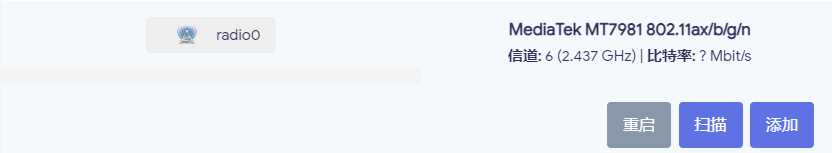 radio0
MediaTek MT7981 802.11ax/b/g/n
信道: 6 (2.437 GHz) | 比特率: ? Mbit/s
重启 扫描 添加